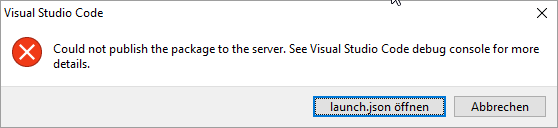 Visual Studio Code
Could not publish the package to the server. See Visual Studio Code debug console for more
details.
launch.json öffnen
Abbrechen